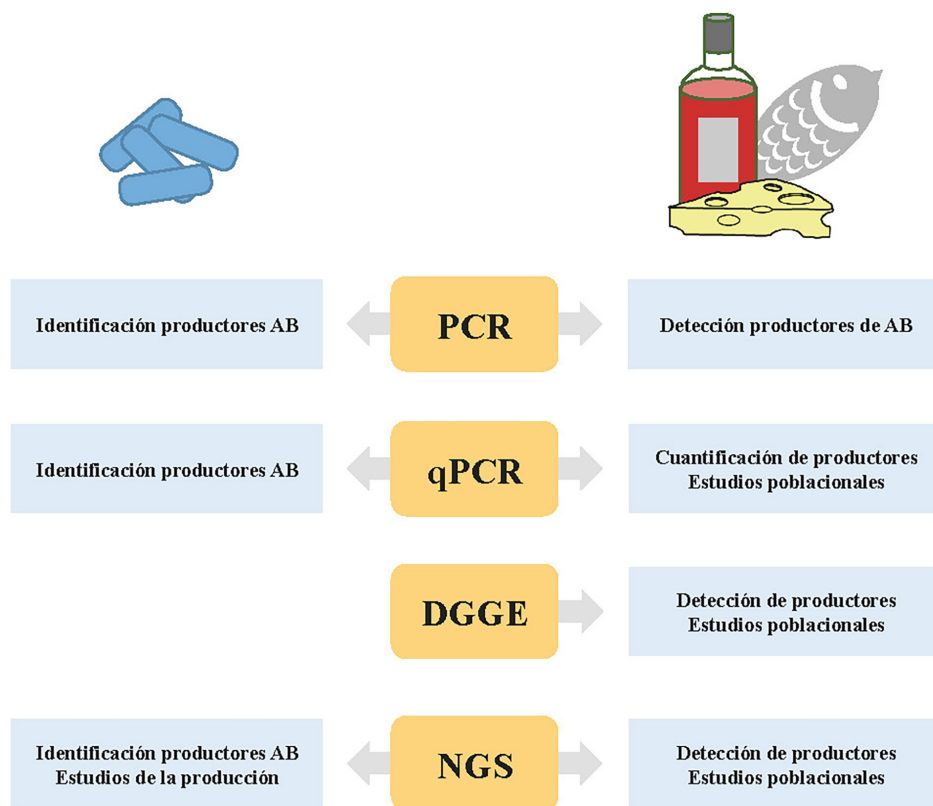 Identificación productores AB
PCR
Detección productores de AB
Identificación productores AB
qPCR
Cuantificación de productores
Estudios poblacionales
DGGE
Detección de productores
Estudios poblacionales
Identificación productores AB
Estudios de la producción
NGS
Detección de productores
Estudios poblacionales